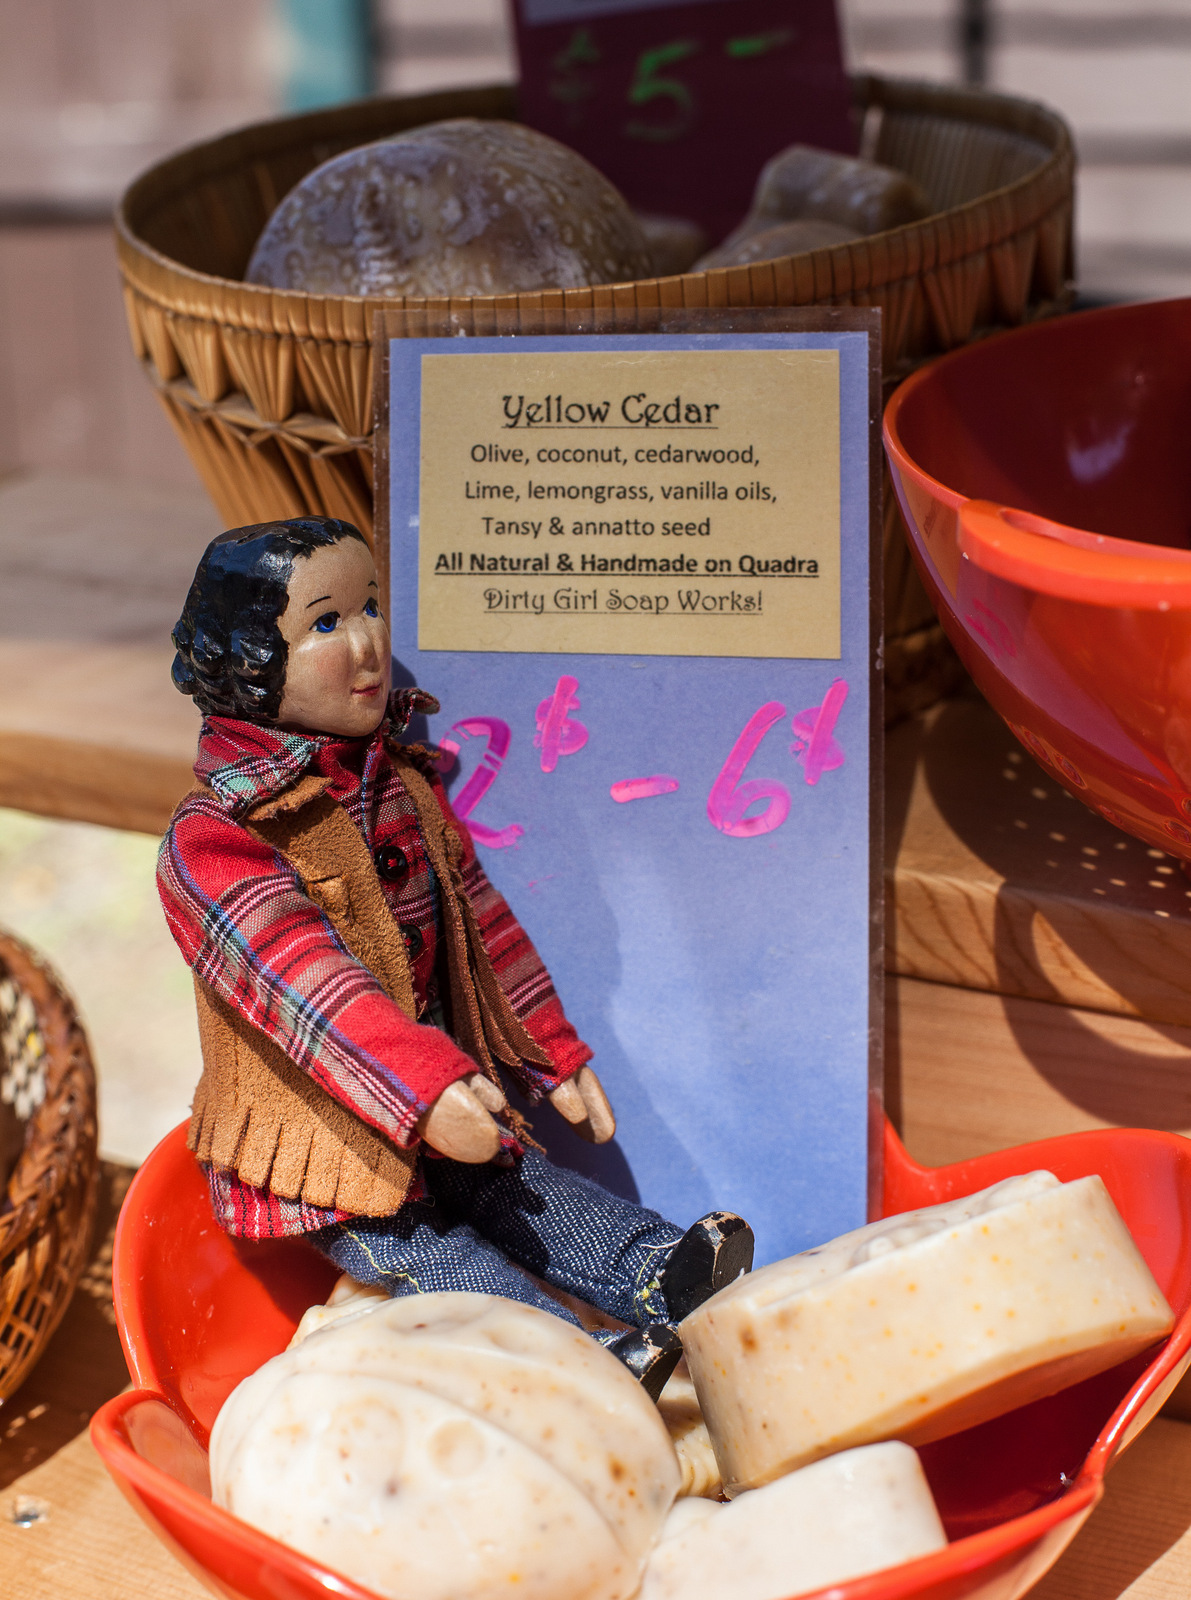 $5-
Yellow Cedar
Olive, coconut, cedarwood,
Lime, lemongrass, vanilla oils,
Tansy & annatto seed
All Natural & Handmade on Quadra
Dirty Girl Soap Works!
2$ - 6$